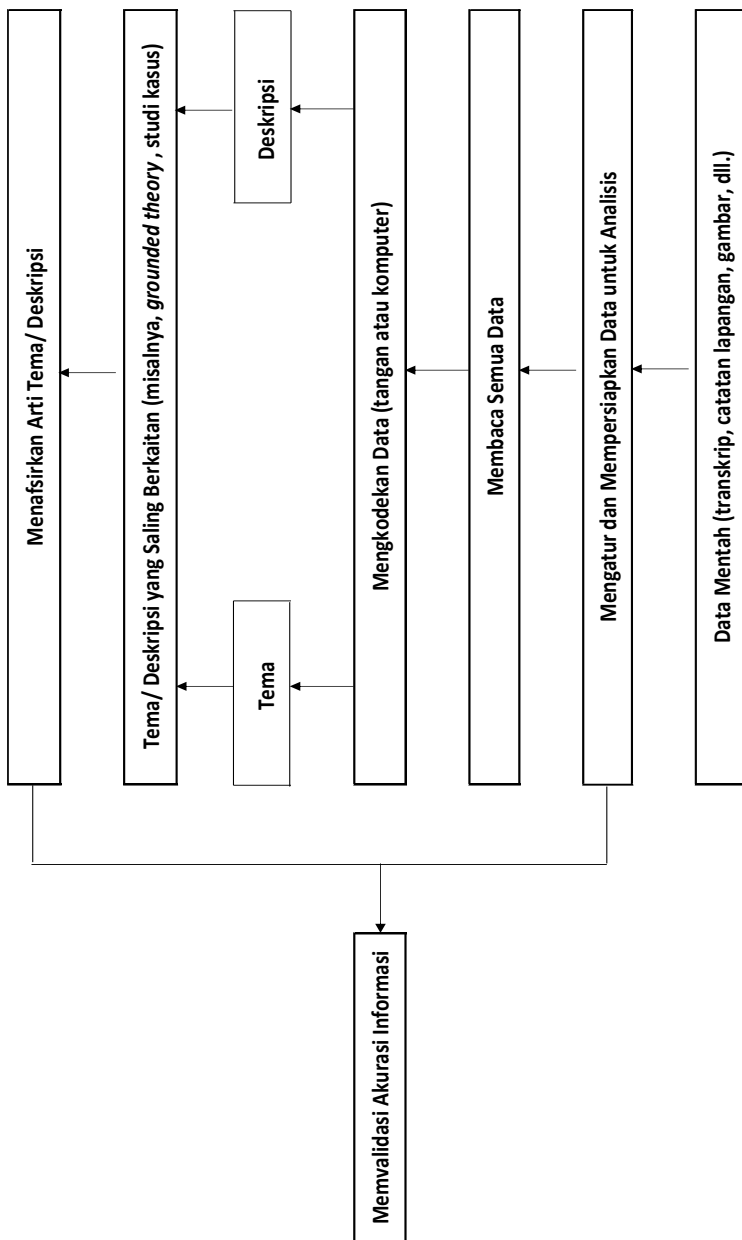 Menafsirkan Arti Tema/ Deskripsi
Tema/ Deskripsi yang Saling Berkaitan (misalnya, grounded theory , studi kasus)
Tema
Deskripsi
Mengkodekan Data (tangan atau komputer)
Membaca Semua Data
Mengatur dan Mempersiapkan Data untuk Analisis
Data Mentah (transkrip, catatan lapangan, gambar, dll.)
Memvalidasi Akurasi Informasi